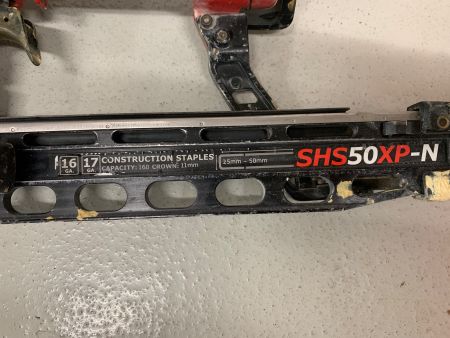 16 GA. 17 GA. CONSTRUCTION STAPLES 25mm – 50mm SHS50XP-N
CAPACITY: 160 CROWN: 11mm